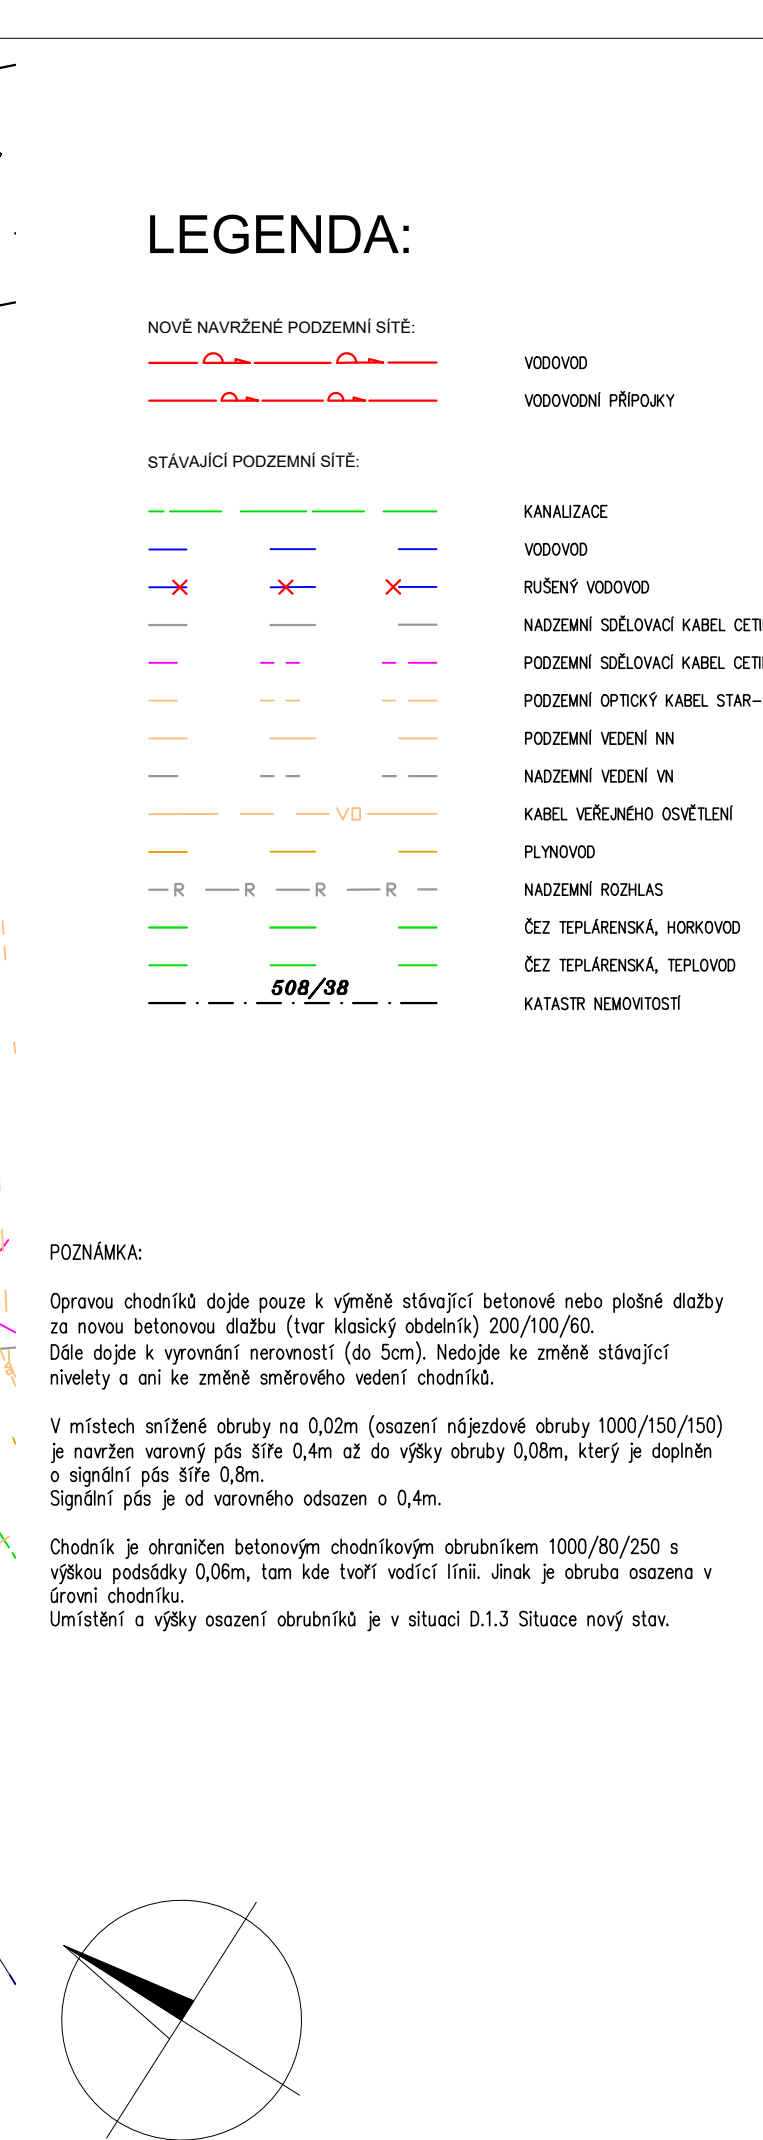 LEGENDA:
NOVĚ NAVRŽENÉ PODZEMNÍ SÍTĚ:
VODOVOD
VODOVODNÍ PŘÍPOJKY
STÁVAJÍCÍ PODZEMNÍ SÍTĚ:
KANALIZACE
VODOVOD
RUŠENÝ VODOVOD
NADZEMNÍ SDĚLOVACÍ KABEL
PODZEMNÍ SDĚLOVACÍ KABEL
PODZEMNÍ OPTICKÝ KABEL STAR-
PODZEMNÍ VEDENÍ NN
NADZEMNÍ VEDENÍ VN
VO KABEL VEŘEJNÉHO OSVĚTLENÍ
PLYNOVOD
R R R R NADZEMNÍ ROZHLAS
ČEZ TEPLÁRENSKÁ, HORKOVOD
ČEZ TEPLÁRENSKÁ, TEPLOVOD
508/38
KATASTR NEMOVITOSTÍ
POZNÁMKA:
Opravou chodníků dojde pouze k výměně stávající betonové nebo plošné dlažby
za novou betonovou dlažbu (tvar klasický obdelník) 200/100/60.
Dále dojde k vyrovnání nerovností (do 5cm). Nedojde ke změně stávající
nivelety a ani ke změně směrového vedení chodníků.
V místech snížené obruby na 0,02m (osazení nájezdové obruby 1000/150/150)
je navržen varovný pás šíře 0,4m až do výšky obruby 0,08m, který je doplněn
o signální pás šíře 0,8m.
Signální pás je od varovného odsazen o 0,4m.
Chodník je ohraničen betonovým chodníkovým obrubníkem 1000/80/250 s
výškou podsádky 0,06m, tam kde tvoří vodící línii. Jinak je obruba osazena v
úrovni chodníku.
Umístění a výšky osazení obrubníků je v situaci D.1.3 Situace nový stav.